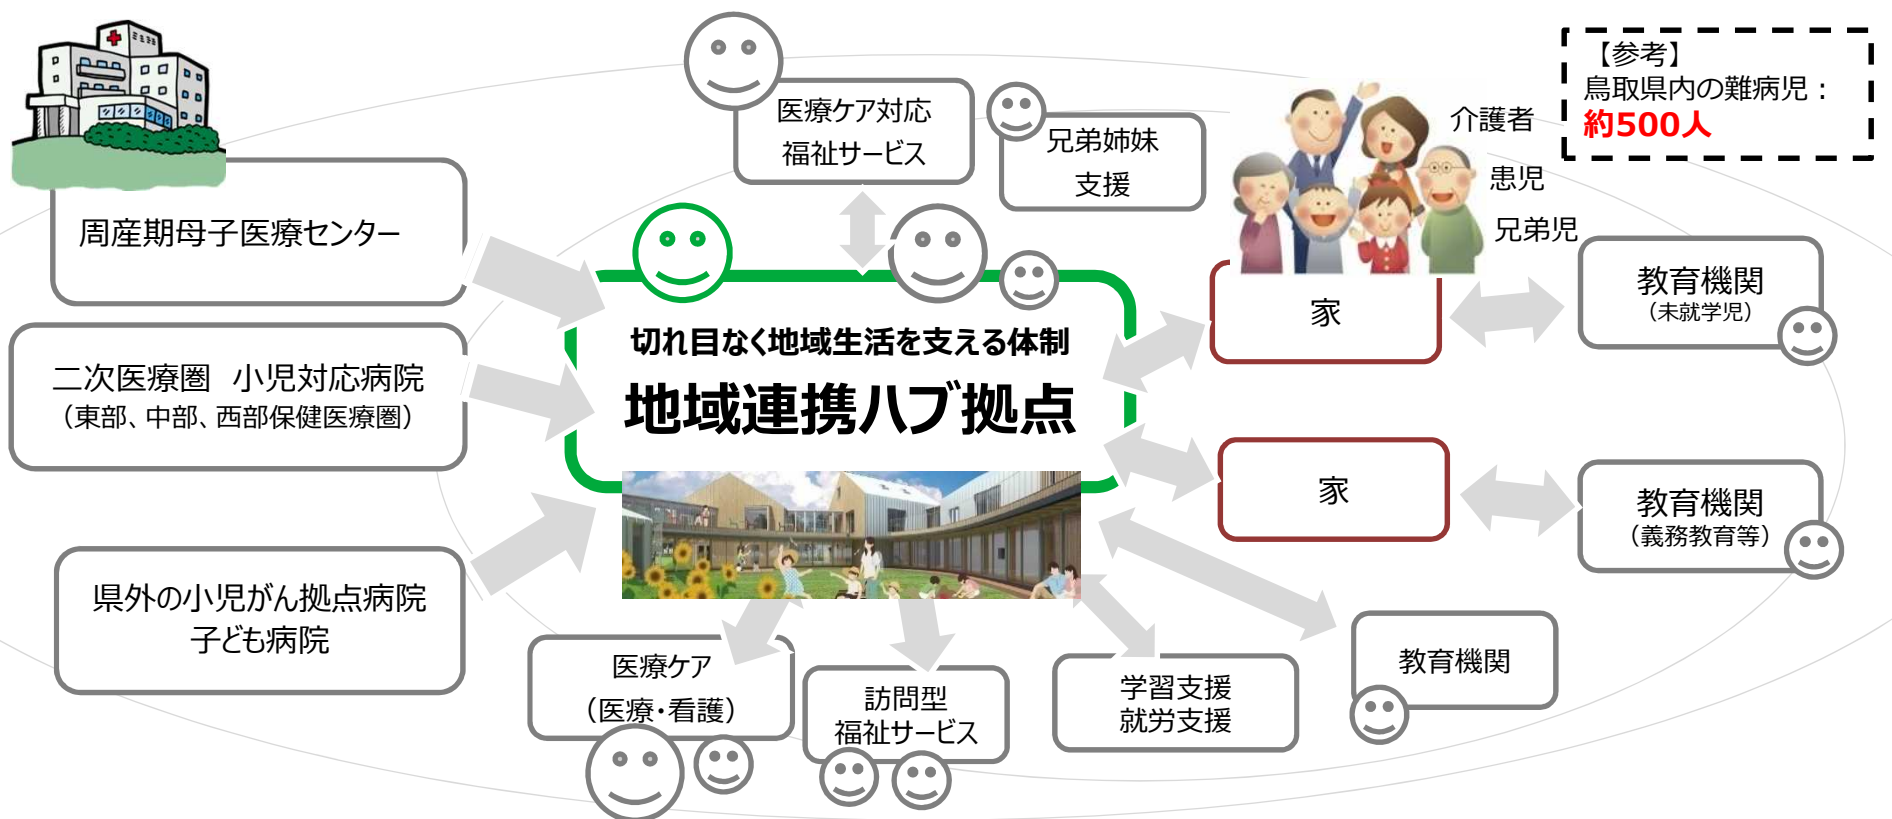 【参考】
鳥取県内の難病児：
約500人
医療ケア対応
福祉サービス
兄弟姉妹
支援
介護者
患児
兄弟児
周産期母子医療センター
教育機関
（未就学児）
家
切れ目なく地域生活を支える体制
地域連携ハブ拠点
二次医療圏　小児対応病院
（東部、中部、西部保健医療圏）
家
教育機関
（義務教育等）
県外の小児がん拠点病院
子ども病院
医療ケア
（医療・看護）
訪問型
福祉サービス
学習支援
就労支援
教育機関